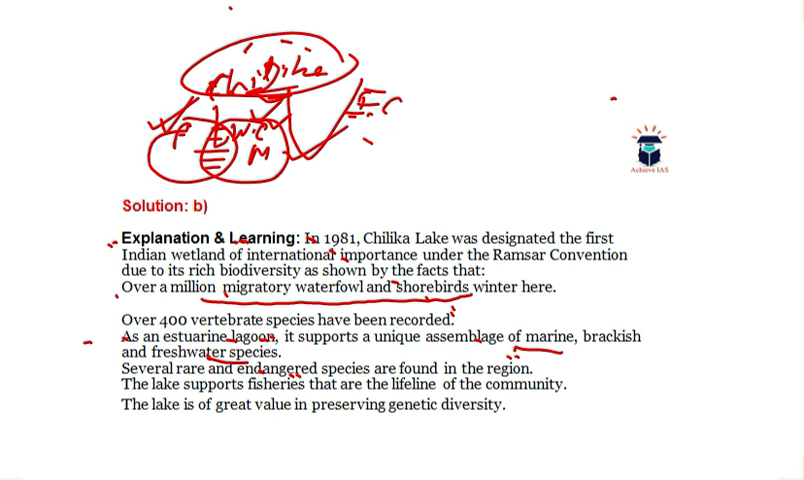 Chilika
Achieve IAS
Solution: b)
Explanation & Learning: In 1981, Chilika Lake was designated the first
Indian wetland of international importance under the Ramsar Convention
due to its rich biodiversity as shown by the facts that:
Over a million migratory waterfowl and shorebirds winter here.
Over 400 vertebrate species have been recorded.
As an estuarine lagoon, it supports a unique assemblage of marine, brackish
and freshwater species.
Several rare and endangered species are found in the region.
The lake supports fisheries that are the lifeline of the community.
The lake is of great value in preserving genetic diversity.